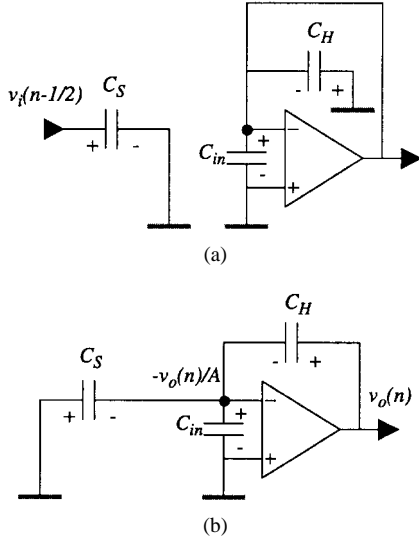 C_H
v_i(n-1/2)
C_S
- +
+ -
+ −
C_in
-
+
(a)
C_H
C_S
-v_o(n)/A
- +
v_o(n)
+ -
+ −
C_in
-
+
(b)